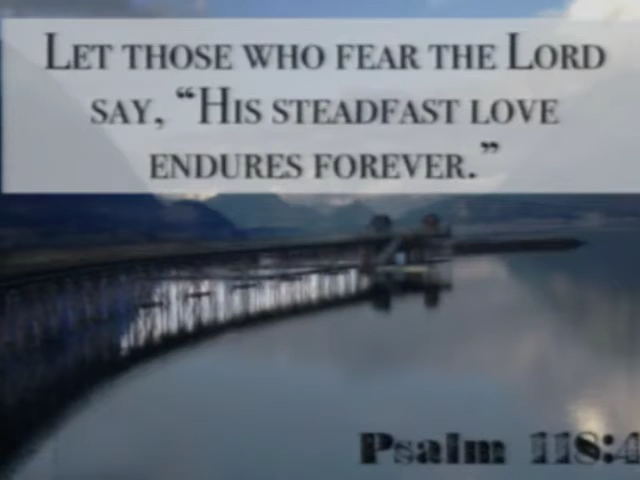 Let those who fear the Lord
say, “His steadfast love
endures forever.”
Psalm 118:4